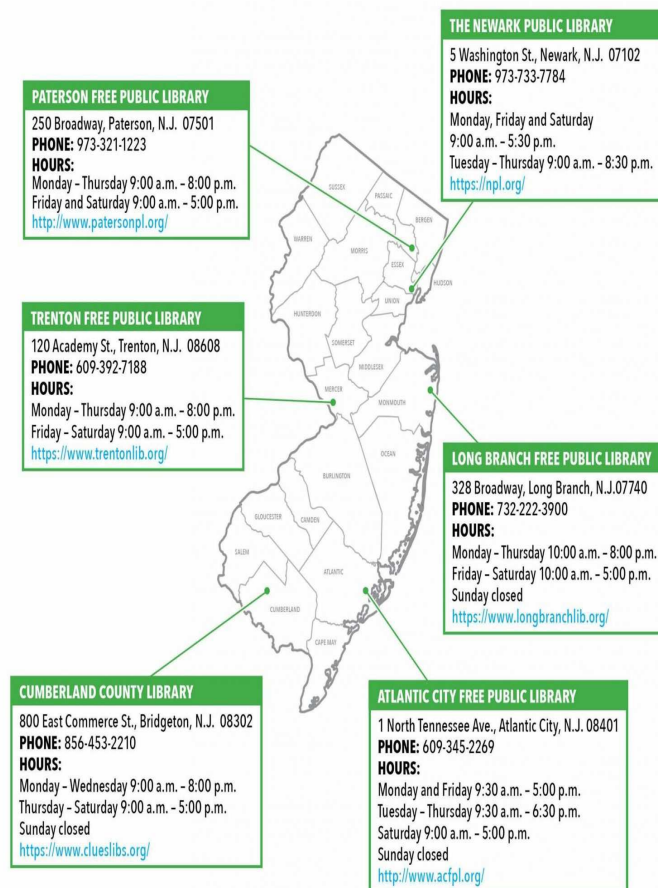 THE NEWARK PUBLIC LIBRARY
5 Washington St., Newark, N.J. 07102
PHONE: 973-733-7784
HOURS:
Monday, Friday and Saturday
9:00 a.m. – 5:30 p.m.
Tuesday – Thursday 9:00 a.m. – 8:30 p.m.
https://npl.org/
PATERSON FREE PUBLIC LIBRARY
250 Broadway, Paterson, N.J. 07501
PHONE: 973-321-1223
HOURS:
Monday – Thursday 9:00 a.m. – 8:00 p.m.
Friday and Saturday 9:00 a.m. – 5:00 p.m.
http://www.patersonpl.org/
SUSSEX
PASSAIC
BERGEN
WARREN
MORRIS
ESSEX
HUDSON
UNION
HUNTERDON
SOMERSET
MIDDLESEX
MERCER
MONMOUTH
OCEAN
BURLINGTON
GLOUCESTER
CAMDEN
SALEM
ATLANTIC
CUMBERLAND
CAPE MAY
TRENTON FREE PUBLIC LIBRARY
120 Academy St., Trenton, N.J. 08608
PHONE: 609-392-7188
HOURS:
Monday – Thursday 9:00 a.m. – 8:00 p.m.
Friday – Saturday 9:00 a.m. – 5:00 p.m.
https://www.trentonlib.org/
LONG BRANCH FREE PUBLIC LIBRARY
328 Broadway, Long Branch, N.J.07740
PHONE: 732-222-3900
HOURS:
Monday – Thursday 10:00 a.m. – 8:00 p.m.
Friday – Saturday 10:00 a.m. – 5:00 p.m.
Sunday closed
https://www.longbranchlib.org/
CUMBERLAND COUNTY LIBRARY
800 East Commerce St., Bridgeton, N.J. 08302
PHONE: 856-453-2210
HOURS:
Monday – Wednesday 9:00 a.m. – 8:00 p.m.
Thursday – Saturday 9:00 a.m. – 5:00 p.m.
Sunday closed
https://www.clueslibs.org/
ATLANTIC CITY FREE PUBLIC LIBRARY
1 North Tennessee Ave., Atlantic City, N.J. 08401
PHONE: 609-345-2269
HOURS:
Monday and Friday 9:30 a.m. – 5:00 p.m.
Tuesday – Thursday 9:30 a.m. – 6:30 p.m.
Saturday 9:00 a.m. – 5:00 p.m.
Sunday closed
http://www.acfpl.org/